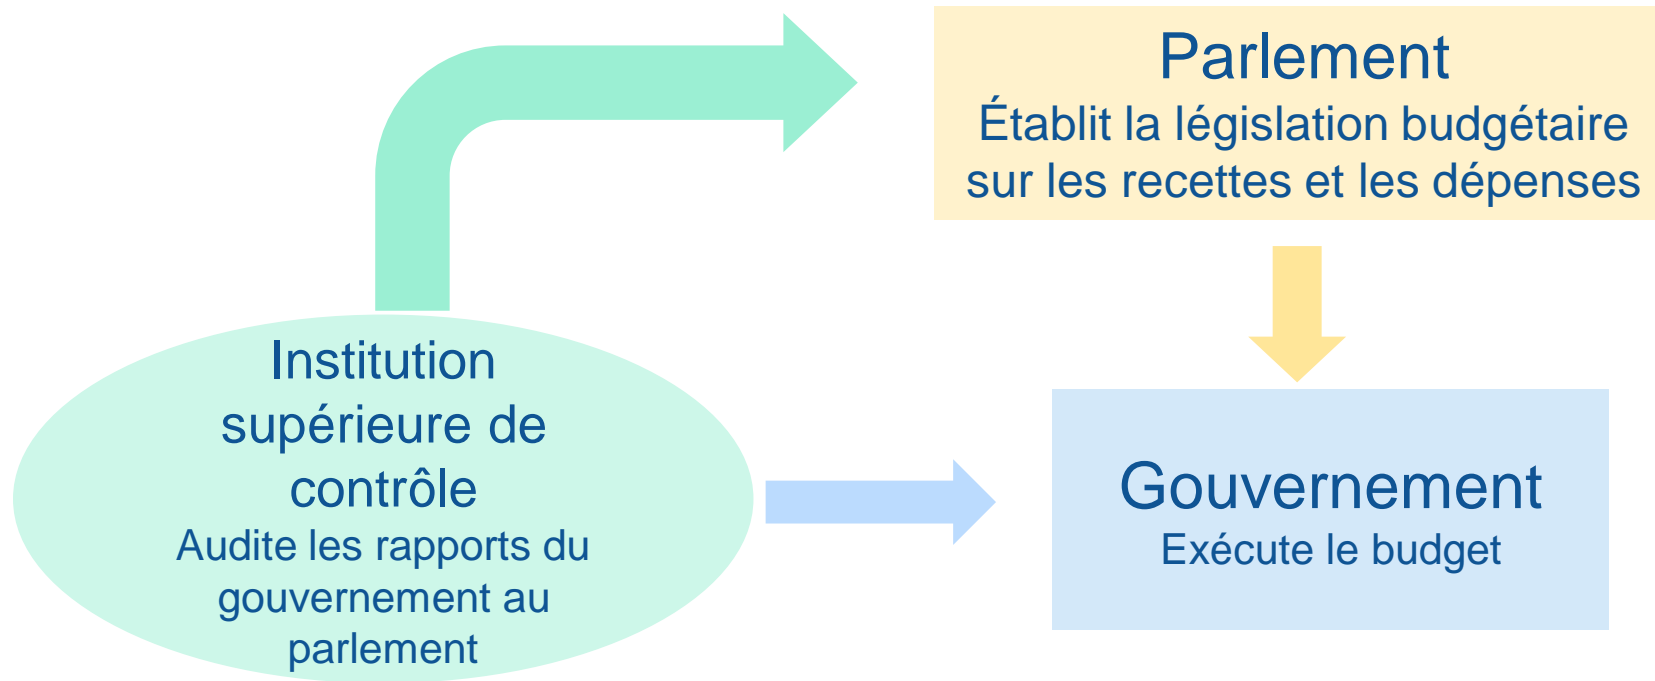 Parlement
Établit la législation budgétaire
sur les recettes et les dépenses
Institution
supérieure de
contrôle
Audite les rapports du
gouvernement au
parlement
Gouvernement
Exécute le budget